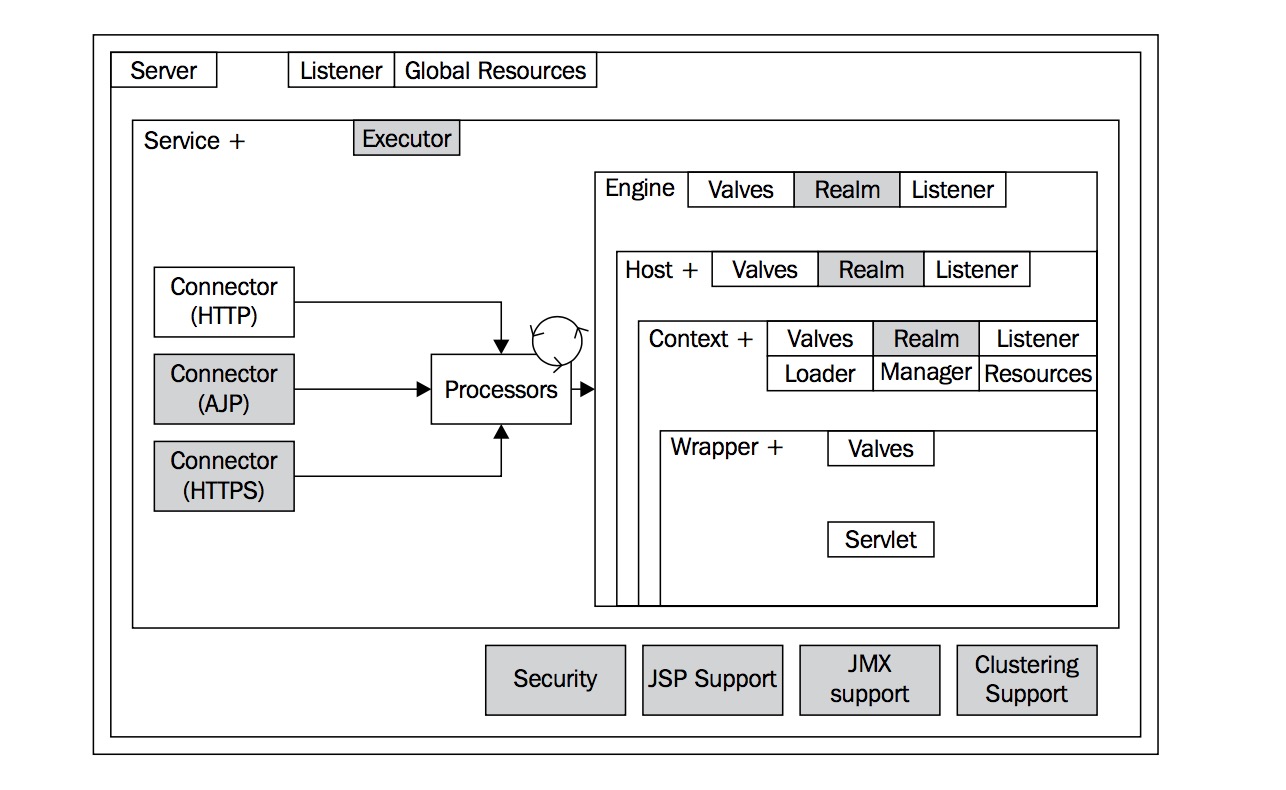 Server
Listener
Global Resources
Service +
Executor
Engine
Valves
Realm
Listener
Host +
Valves
Realm
Listener
Context +
Valves
Realm
Listener
Loader
Manager
Resources
Wrapper +
Valves
Servlet
Connector
(HTTP)
Connector
(AJP)
Connector
(HTTPS)
Processors
Security
JSP Support
JMX
support
Clustering
Support